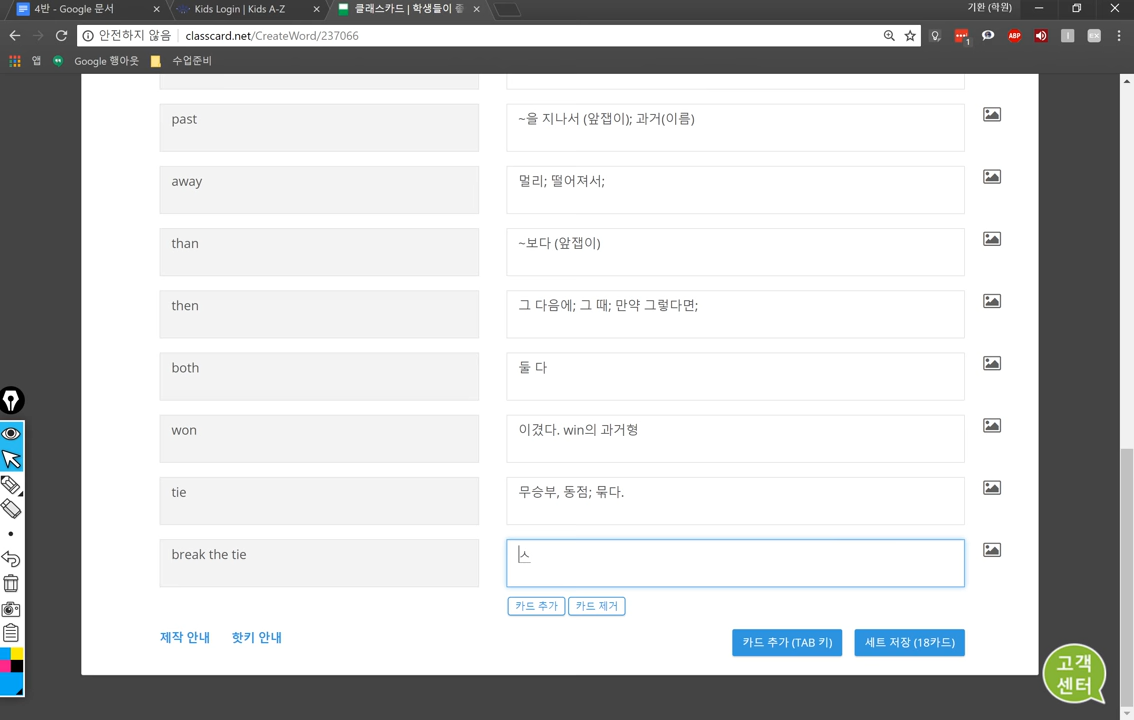 4반 - Google 문서
Kids Login | Kids A-Z
클래스카드 | 학생들이 즐
기환 (학원)
안전하지 않음 classcard.net/CreateWord/237066
1
ABP
앱 Google 행아웃 수업준비
past ~을 지나서 (앞잽이); 과거(이름)
away 멀리; 떨어져서;
than ~보다 (앞잽이)
then 그 다음에; 그 때; 만약 그렇다면;
both 둘 다
won 이겼다. win의 과거형
tie 무승부, 동점; 묶다.
break the tie 스
카드 추가 카드 제거
제작 안내 핫키 안내 카드 추가 (TAB 키) 세트 저장 (18카드)
고객
센터